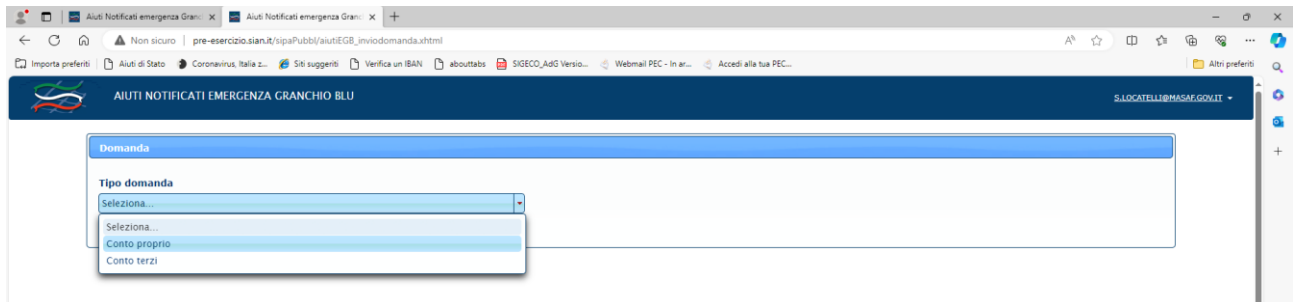 Aiuti Notificati emergenza Granc
Aiuti Notificati emergenza Granc
Non sicuro | pre-esercizio.sian.it/sipaPubbl/aiutiEGB_inviodomanda.xhtml
Importa preferiti
Aiuti di Stato
Coronavirus, Italia z...
Siti suggeriti
Verifica un IBAN
abouttabs
SIGECO_AdG Versio...
Webmail PEC - In ar...
Accedi alla tua PEC...
Altri preferiti
AIUTI NOTIFICATI EMERGENZA GRANCHIO BLU
S.LOCATELLI@MASAF.GOV.IT
Domanda
Tipo domanda
Seleziona...
Seleziona...
Conto proprio
Conto terzi